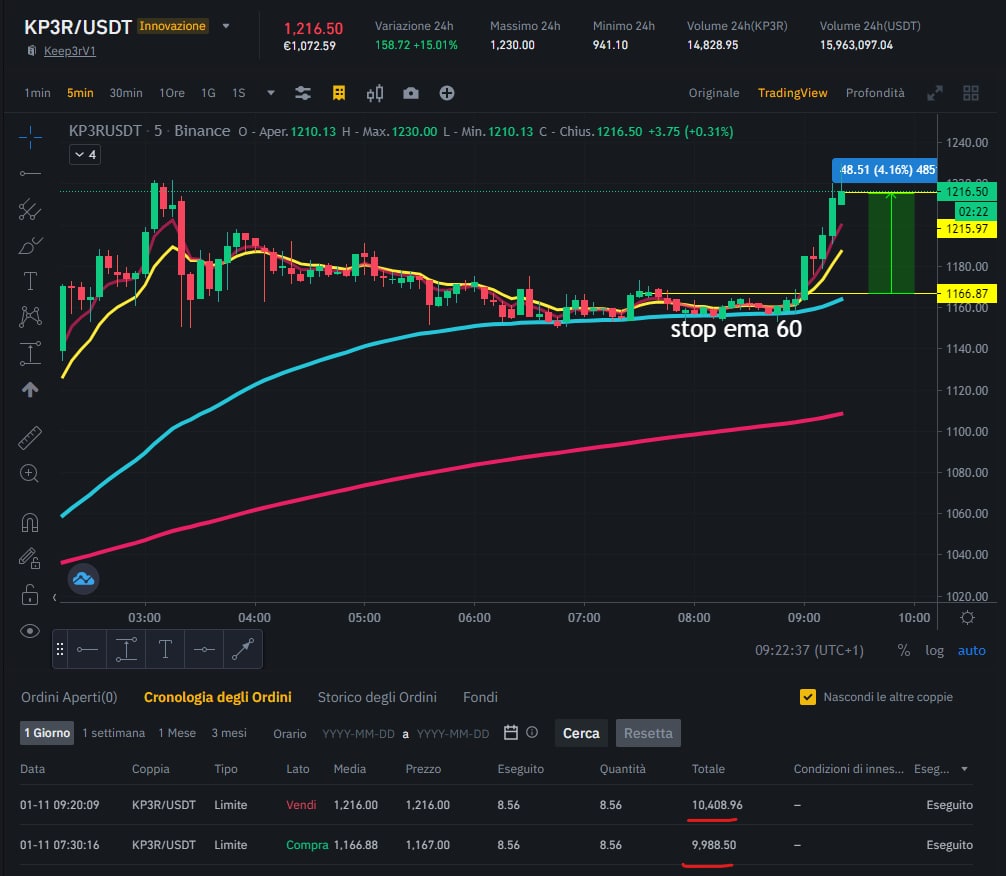 KP3R/USDT Innovazione
Keep3rV1
1,216.50
€1,072.59
Variazione 24h
158.72 +15.01%
Massimo 24h
1,230.00
Minimo 24h
941.10
Volume 24h(KP3R)
14,828.95
Volume 24h(USDT)
15,963,097.04
1min 5min 30min 1Ore 1G 1S
Originale TradingView Profondità
KP3RUSDT · 5 · Binance O - Aper.1210.13 H - Max.1230.00 L - Min.1210.13 C - Chius.1216.50 +3.75 (+0.31%)
4
1240.00
48.51 (4.16%) 485
1216.50
02:22
1215.97
1180.00
1166.87
1160.00
stop ema 60
1140.00
1120.00
1100.00
1080.00
1060.00
1040.00
1020.00
03:00 04:00 05:00 06:00 07:00 08:00 09:00 10:00
09:22:37 (UTC+1) % log auto
Ordini Aperti(0) Cronologia degli Ordini Storico degli Ordini Fondi
Nascondi le altre coppie
1 Giorno 1 settimana 1 Mese 3 mesi Orario YYYY-MM-DD a YYYY-MM-DD Cerca Resetta
Data Coppia Tipo Lato Media Prezzo Eseguito Quantità Totale Condizioni di innes... Eseg...
01-11 09:20:09 KP3R/USDT Limite Vendi 1,216.00 1,216.00 8.56 8.56 10,408.96 – Eseguito
01-11 07:30:16 KP3R/USDT Limite Compra 1,166.88 1,167.00 8.56 8.56 9,988.50 – Eseguito